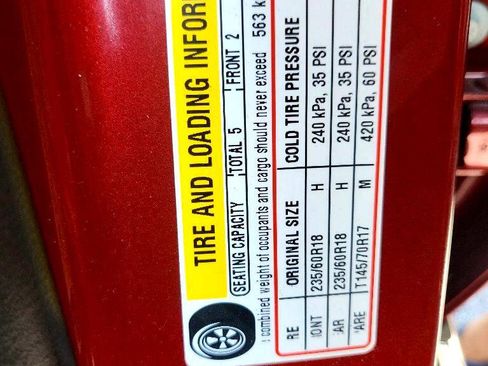 TIRE AND LOADING INFOR
SEATING CAPACITY TOTAL 5 FRONT 2
combined weight of occupants and cargo should never exceed 563 k
RE ORIGINAL SIZE COLD TIRE PRESSURE
ONT 235/60R18 H 240 kPa, 35 PSI
AR 235/60R18 H 240 kPa, 35 PSI
ARE T145/70R17 M 420 kPa, 60 PSI